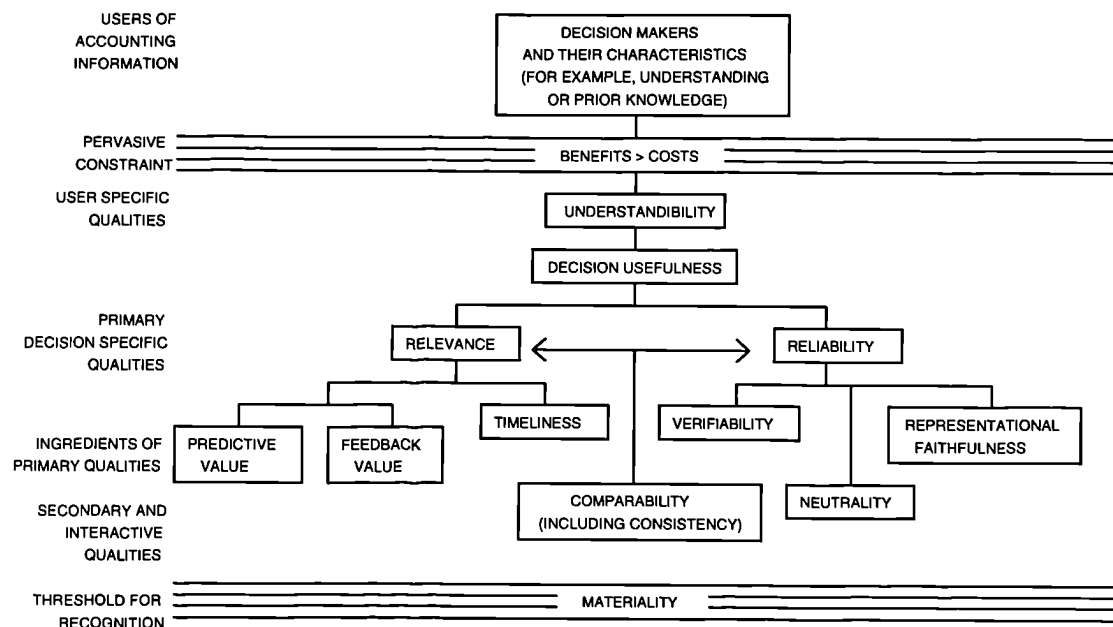 USERS OF
ACCOUNTING
INFORMATION
DECISION MAKERS
AND THEIR CHARACTERISTICS
(FOR EXAMPLE, UNDERSTANDING
OR PRIOR KNOWLEDGE)
PERVASIVE
CONSTRAINT
BENEFITS > COSTS
USER SPECIFIC
QUALITIES
UNDERSTANDIBILITY
DECISION USEFULNESS
PRIMARY
DECISION SPECIFIC
QUALITIES
RELEVANCE
RELIABILITY
INGREDIENTS OF
PRIMARY QUALITIES
PREDICTIVE
VALUE
FEEDBACK
VALUE
TIMELINESS
VERIFIABILITY
REPRESENTATIONAL
FAITHFULNESS
SECONDARY AND
INTERACTIVE
QUALITIES
COMPARABILITY
(INCLUDING CONSISTENCY)
NEUTRALITY
THRESHOLD FOR
RECOGNITION
MATERIALITY